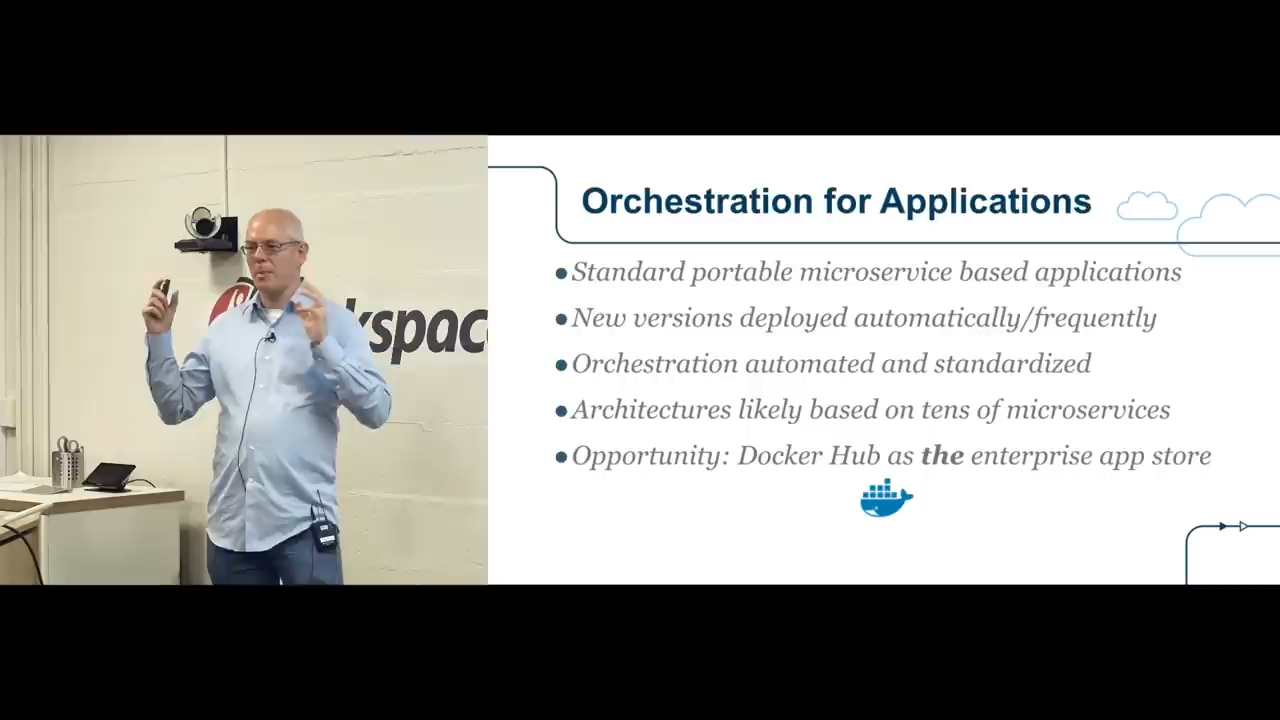 kspac
Orchestration for Applications
●Standard portable microservice based applications
●New versions deployed automatically/frequently
●Orchestration automated and standardized
●Architectures likely based on tens of microservices
●Opportunity: Docker Hub as the enterprise app store